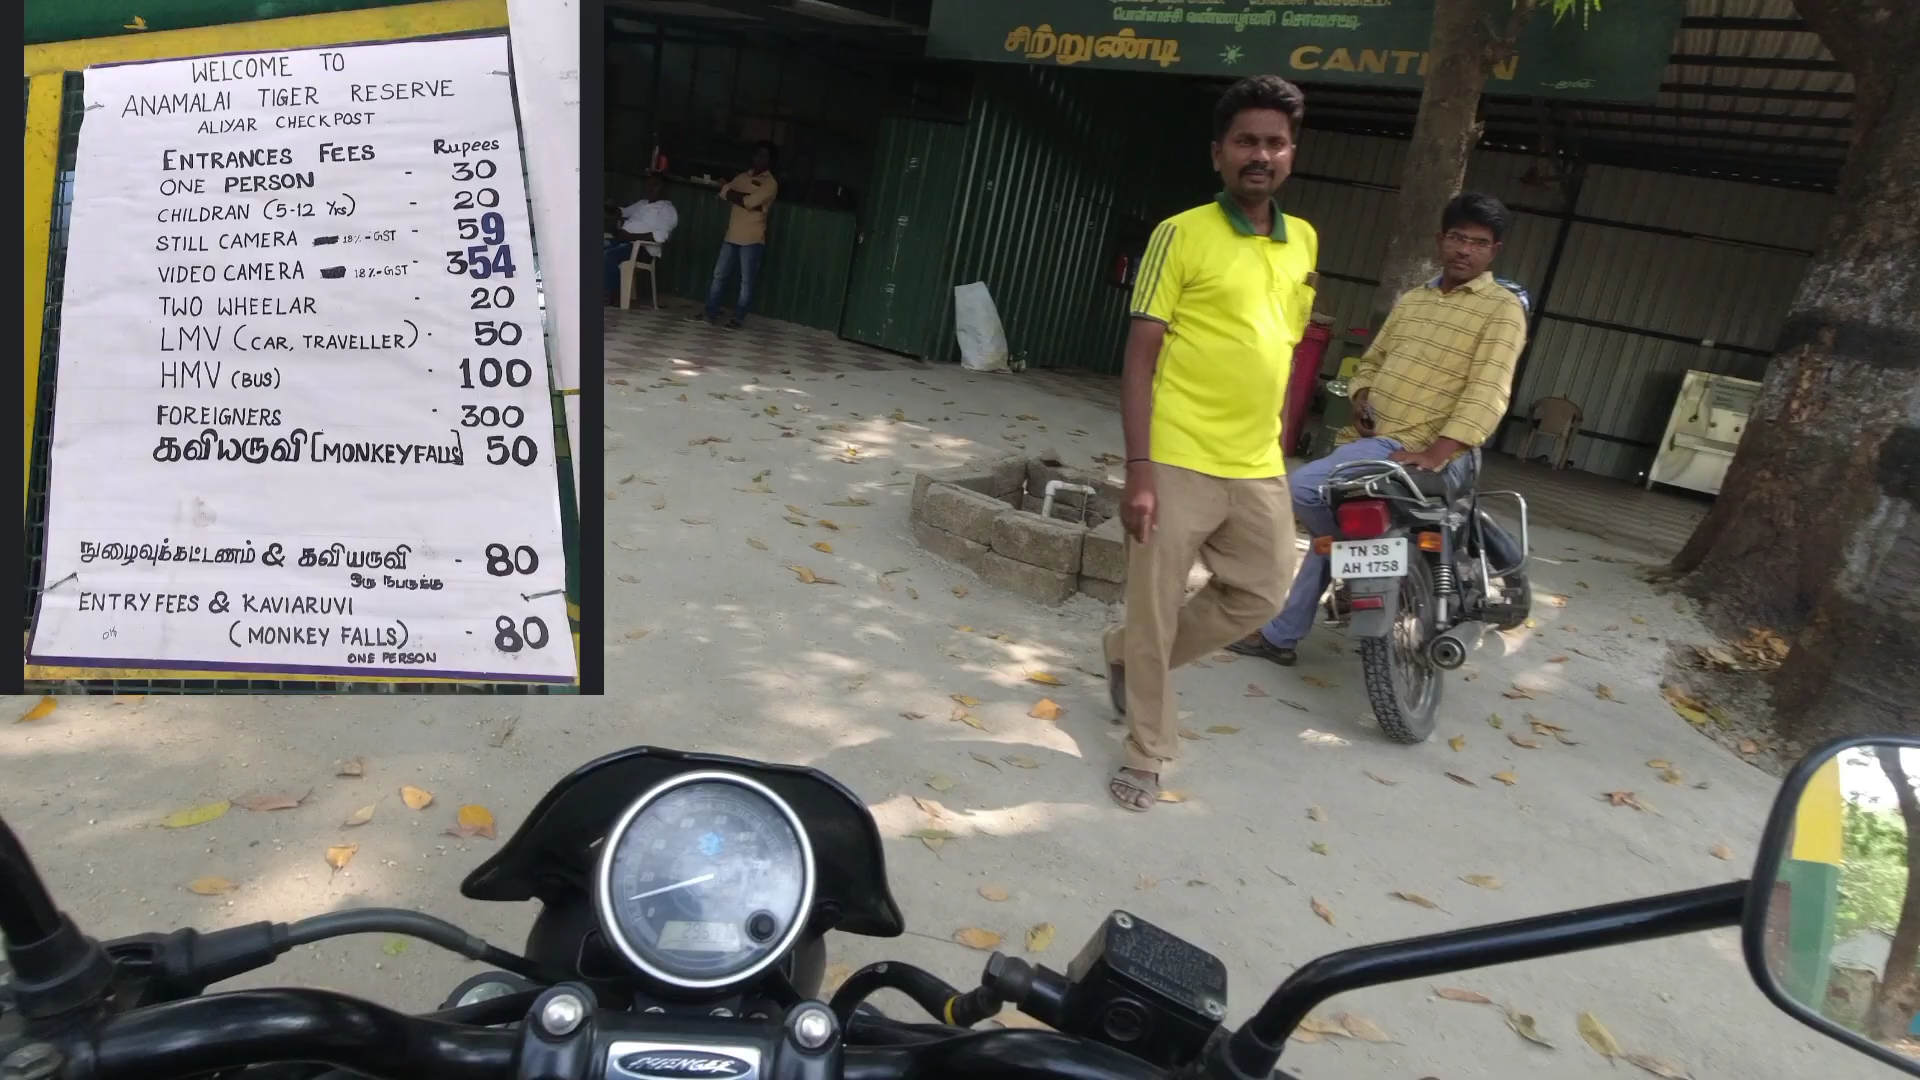 WELCOME TO
ANAMALAI TIGER RESERVE
ALIYAR CHECKPOST
ENTRANCES FEES Rupees
ONE PERSON - 30
CHILDRAN (5-12 Yrs) - 20
STILL CAMERA 18%-GST - 59
VIDEO CAMERA 18%-GST - 354
TWO WHEELAR - 20
LMV (CAR, TRAVELLER) - 50
HMV (BUS) - 100
FOREIGNERS - 300
கவியருவி [MONKEYFALLS] 50
நுழைவுக்கட்டணம் & கவியருவி - 80
ஒரு நபருக்கு
ENTRYFEES & KAVIARUVI
(MONKEY FALLS) - 80
ONE PERSON
சிற்றுண்டி CANTEEN
TN 38
AH 1758
AVENGER